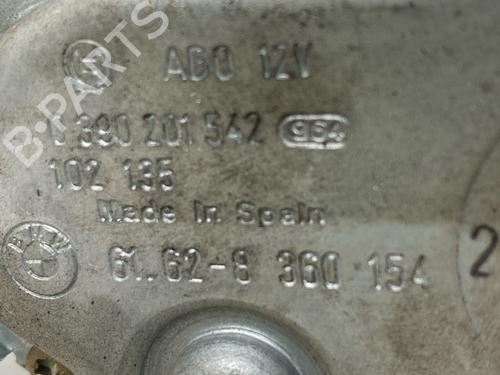 B-PARTS
ABO 12V
0 390 201 542 964
102 135
Made In Spain
BMW
61.62-8 360 154
2